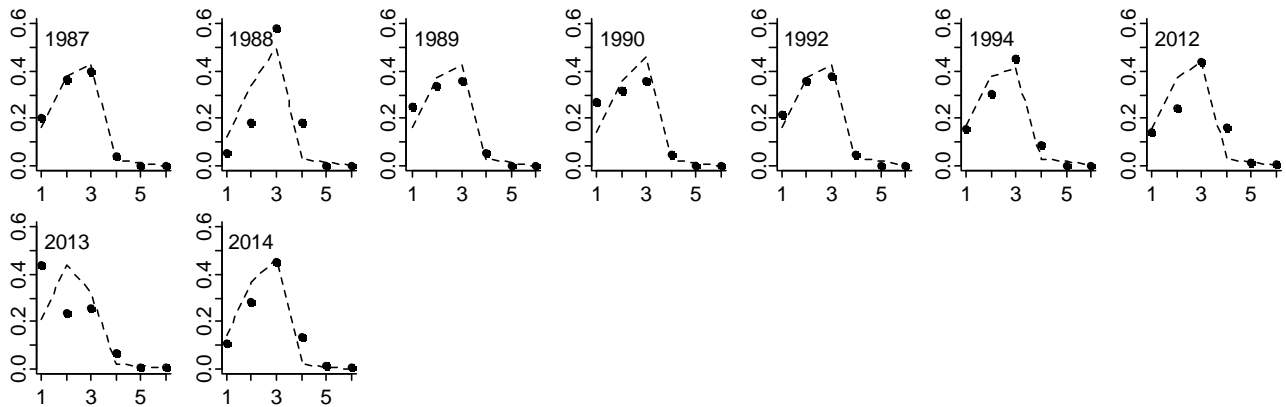 0.0 0.2 0.4 0.6 1987 1 3 5
0.0 0.2 0.4 0.6 1988 1 3 5
0.0 0.2 0.4 0.6 1989 1 3 5
0.0 0.2 0.4 0.6 1990 1 3 5
0.0 0.2 0.4 0.6 1992 1 3 5
0.0 0.2 0.4 0.6 1994 1 3 5
0.0 0.2 0.4 0.6 2012 1 3 5
0.0 0.2 0.4 0.6 2013 1 3 5
0.0 0.2 0.4 0.6 2014 1 3 5